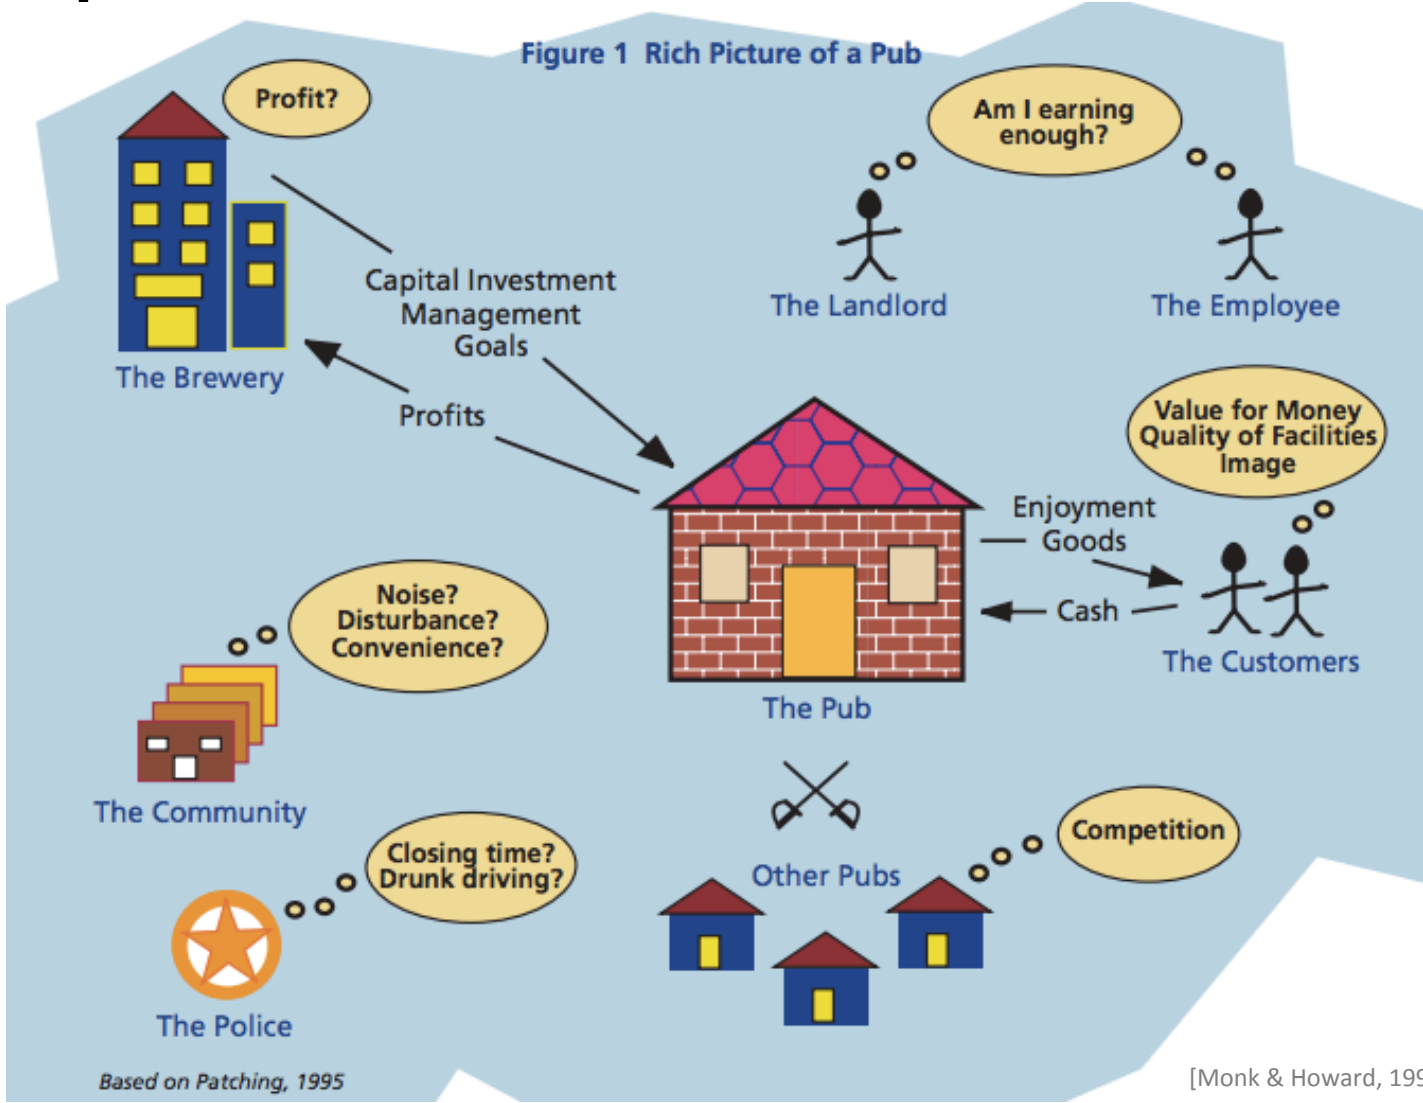 Figure 1 Rich Picture of a Pub
Profit?
Am I earning
enough?
The Landlord
The Employee
Capital Investment
Management
Goals
The Brewery
Profits
Value for Money
Quality of Facilities
Image
Enjoyment
Goods
Cash
The Customers
Noise?
Disturbance?
Convenience?
The Pub
The Community
Closing time?
Drunk driving?
Other Pubs
Competition
The Police
Based on Patching, 1995
[Monk & Howard, 199